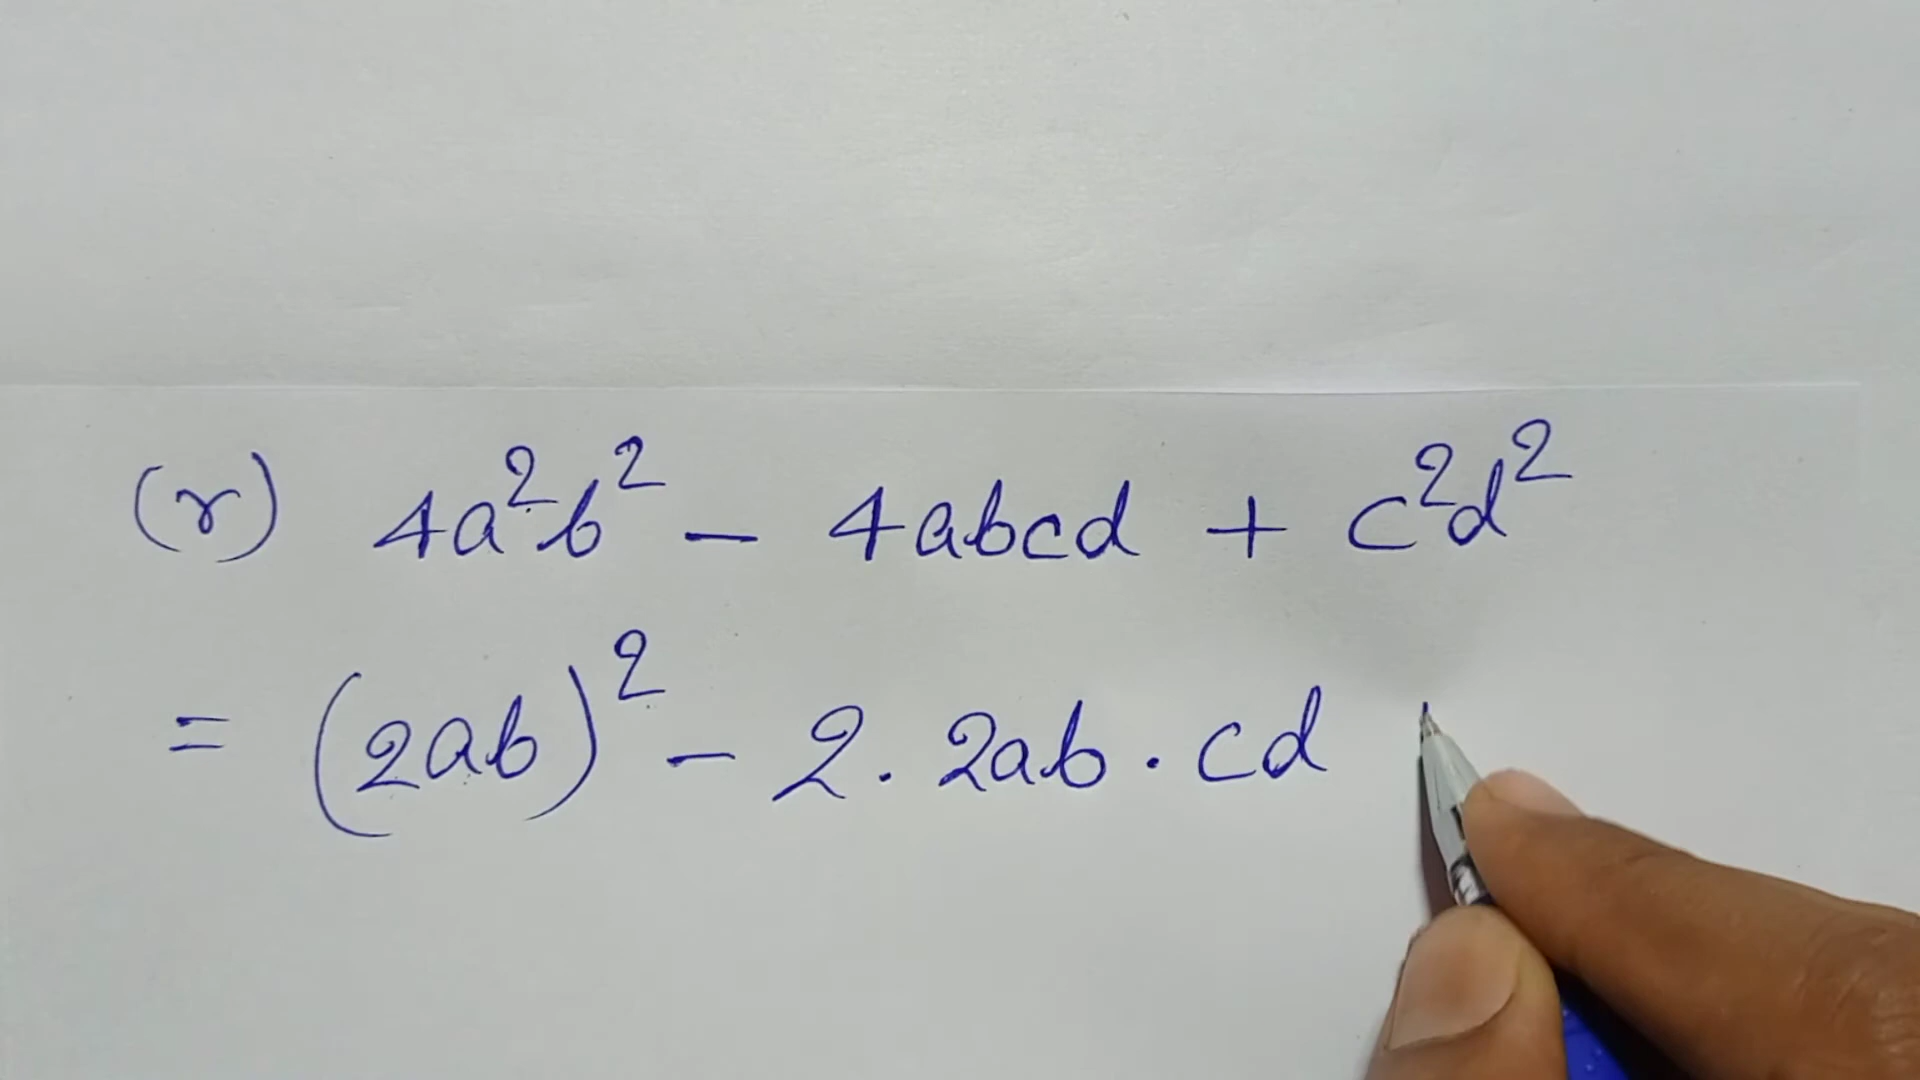 (r) 4a²b² - 4abcd + c²d²
= (2ab)² - 2 . 2ab . cd